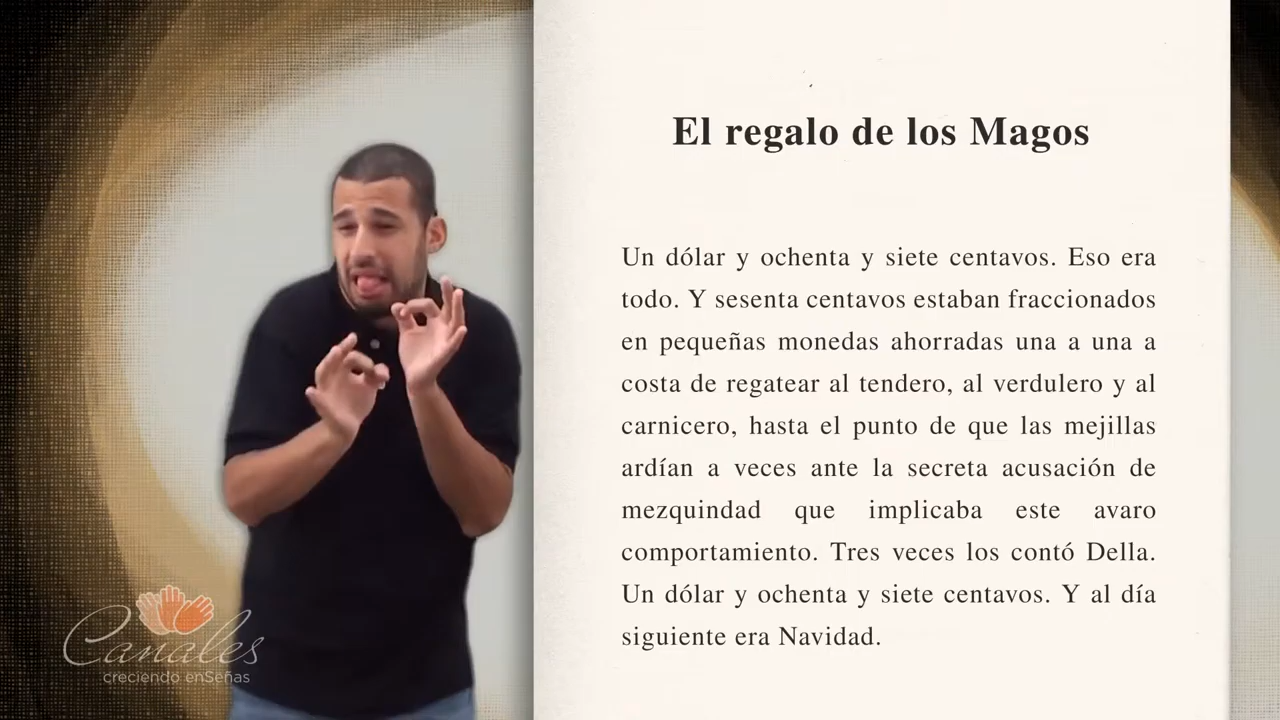 El regalo de los Magos
Un dólar y ochenta y siete centavos. Eso era
todo. Y sesenta centavos estaban fraccionados
en pequeñas monedas ahorradas una a una a
costa de regatear al tendero, al verdulero y al
carnicero, hasta el punto de que las mejillas
ardían a veces ante la secreta acusación de
mezquindad que implicaba este avaro
comportamiento. Tres veces los contó Della.
Un dólar y ochenta y siete centavos. Y al día
siguiente era Navidad.
Canales
creciendo enSeñas